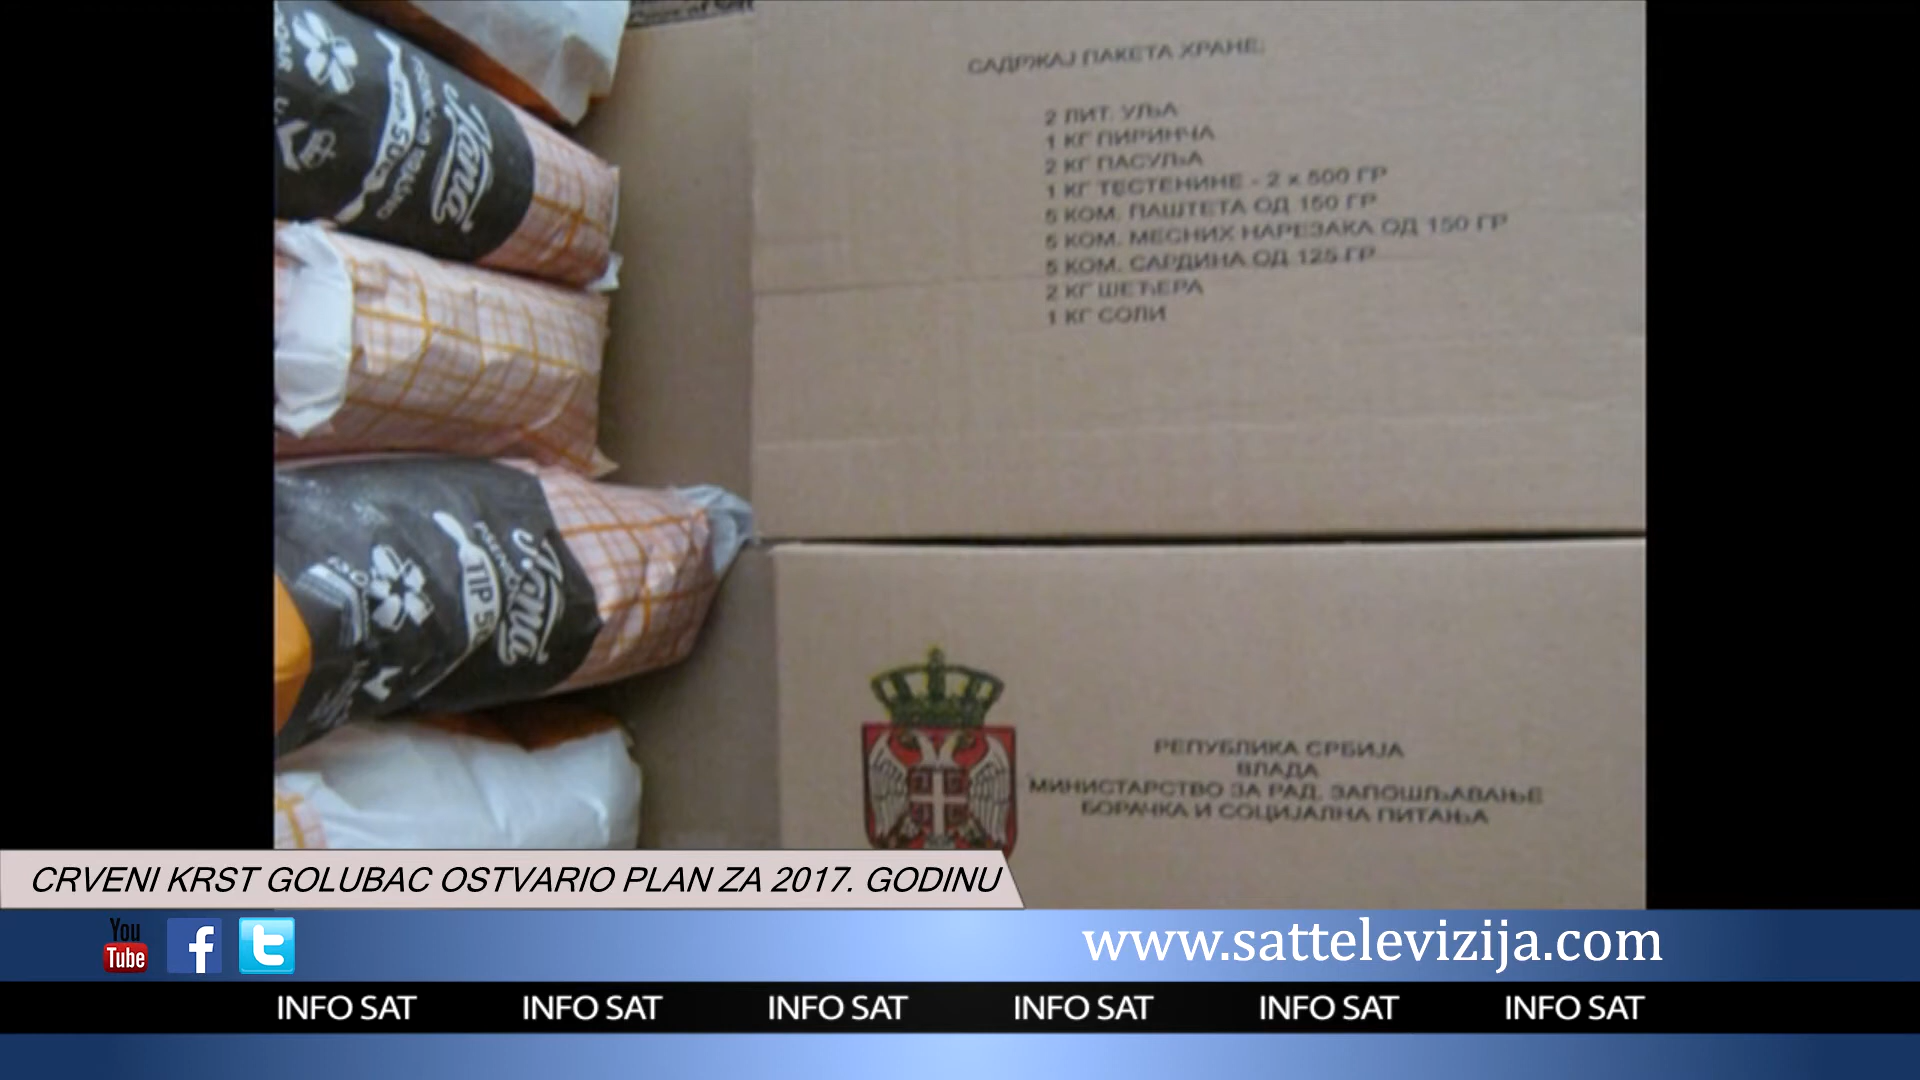 САДРЖАЈ ПАКЕТА ХРАНЕ:
2 ЛИТ. УЉА
1 КГ ПИРИНЧА
2 КГ ПАСУЉА
1 КГ ТЕСТЕНИНЕ - 2 x 500 ГР
5 КОМ. ПАШТЕТА ОД 150 ГР
5 КОМ. МЕСНИХ НАРЕЗАКА ОД 150 ГР
5 КОМ. САРДИНА ОД 125 ГР
2 КГ ШЕЋЕРА
1 КГ СОЛИ
Jana
Jana
TIP
РЕПУБЛИКА СРБИЈА
ВЛАДА
МИНИСТАРСТВО ЗА РАД, ЗАПОШЉАВАЊЕ
БОРАЧКА И СОЦИЈАЛНА ПИТАЊА
CRVENI KRST GOLUBAC OSTVARIO PLAN ZA 2017. GODINU
You
Tube
www.sattelevizija.com
INFO SAT INFO SAT INFO SAT INFO SAT INFO SAT INFO SAT